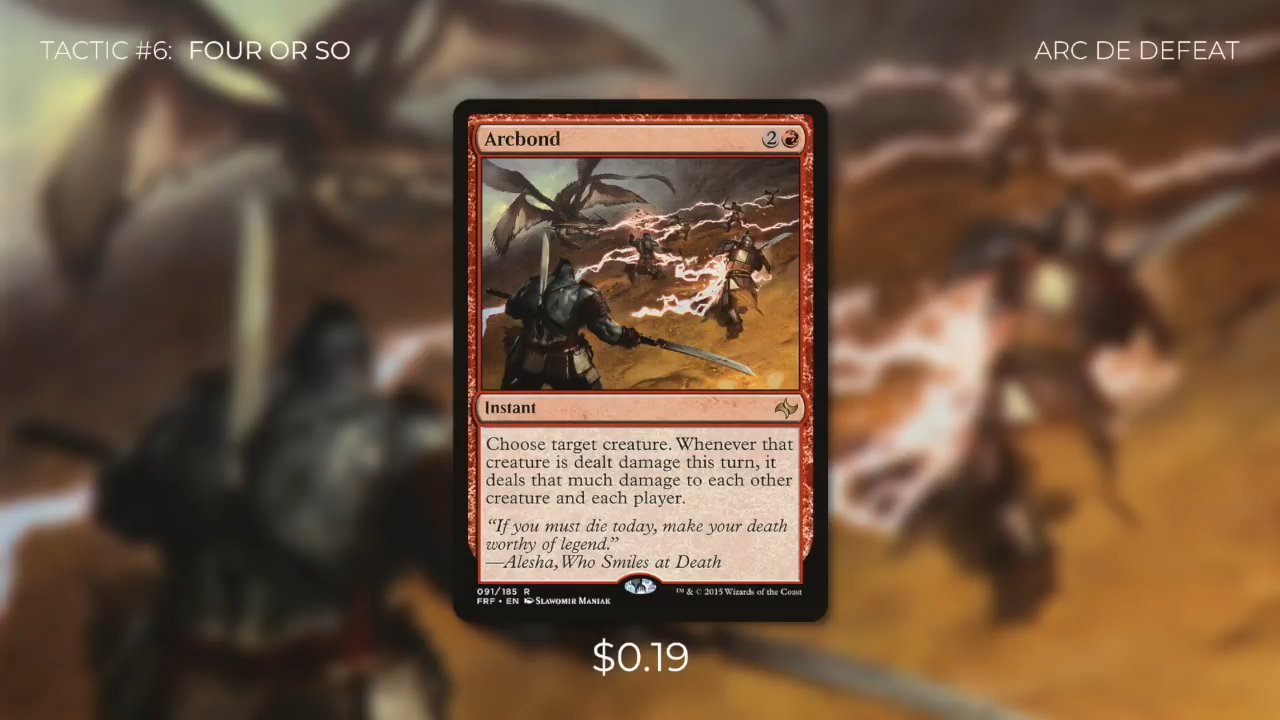 TACTIC #6: FOUR OR SO
ARC DE DEFEAT
Arcbond 2
Instant
Choose target creature. Whenever that
creature is dealt damage this turn, it
deals that much damage to each other
creature and each player.
“If you must die today, make your death
worthy of legend.”
—Alesha, Who Smiles at Death
091/185 R
FRF • EN Slawomir Maniak
™ & © 2015 Wizards of the Coast
$0.19